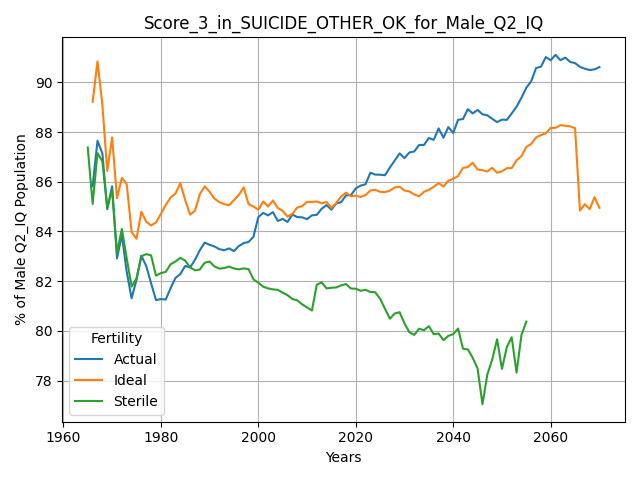 Score_3_in_SUICIDE_OTHER_OK_for_Male_Q2_IQ
% of Male Q2_IQ Population
90
88
86
84
82
80
78
Fertility
Actual
Ideal
Sterile
1960 1980 2000 2020 2040 2060
Years